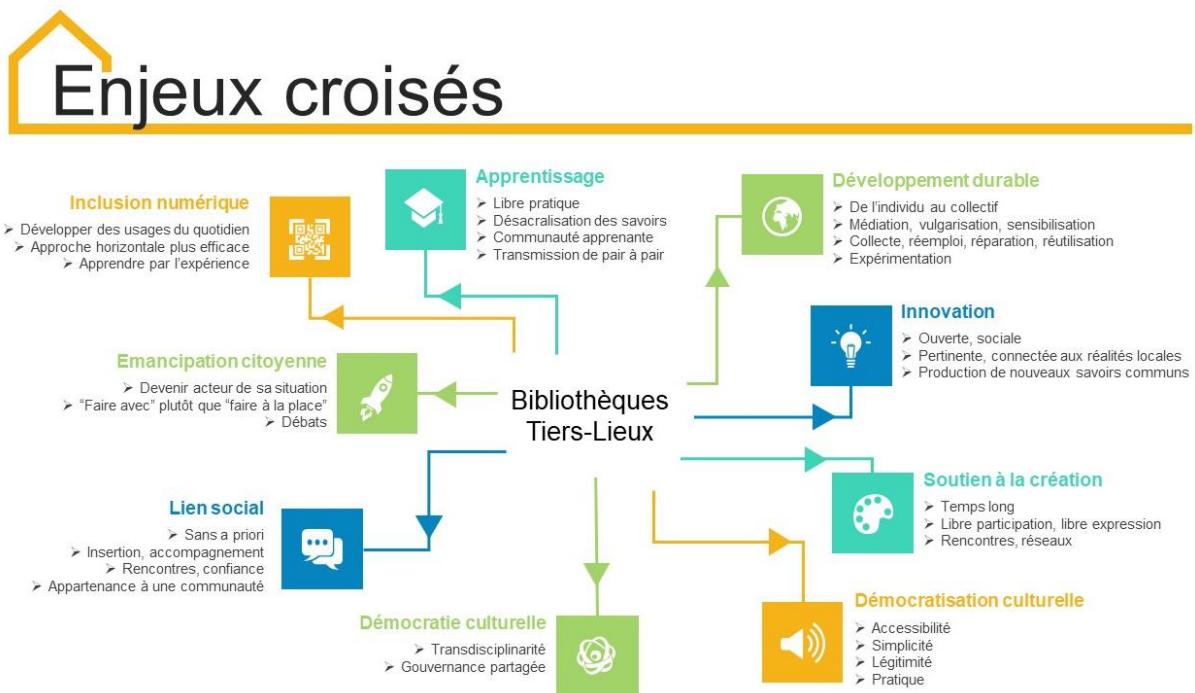 Enjeux croisés
Inclusion numérique
➢ Développer des usages du quotidien
➢ Approche horizontale plus efficace
➢ Apprendre par l'expérience
Apprentissage
➢ Libre pratique
➢ Désacralisation des savoirs
➢ Communauté apprenante
➢ Transmission de pair à pair
Développement durable
➢ De l'individu au collectif
➢ Médiation, vulgarisation, sensibilisation
➢ Collecte, réemploi, réparation, réutilisation
➢ Expérimentation
Innovation
➢ Ouverte, sociale
➢ Pertinente, connectée aux réalités locales
➢ Production de nouveaux savoirs communs
Emancipation citoyenne
➢ Devenir acteur de sa situation
➢ "Faire avec" plutôt que "faire à la place"
➢ Débats
Bibliothèques
Tiers-Lieux
Soutien à la création
➢ Temps long
➢ Libre participation, libre expression
➢ Rencontres, réseaux
Lien social
➢ Sans a priori
➢ Insertion, accompagnement
➢ Rencontres, confiance
➢ Appartenance à une communauté
Démocratie culturelle
➢ Transdisciplinarité
➢ Gouvernance partagée
Démocratisation culturelle
➢ Accessibilité
➢ Simplicité
➢ Légitimité
➢ Pratique